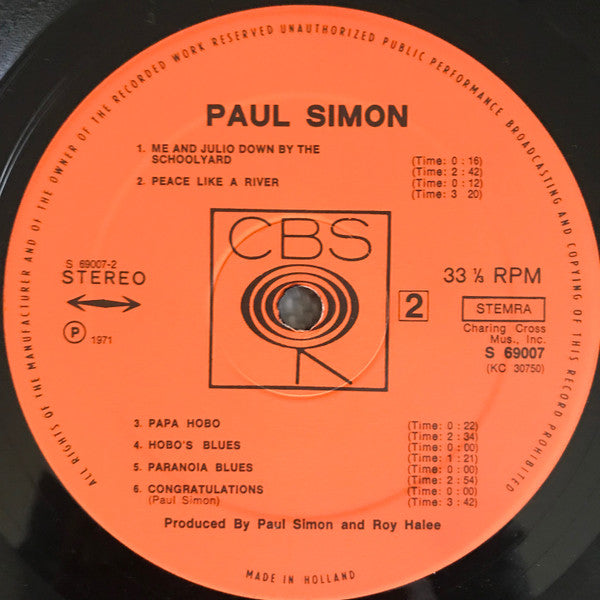 ALL RIGHTS OF THE MANUFACTURER AND OF THE OWNER OF THE RECORDED WORK RESERVED UNAUTHORIZED PUBLIC PERFORMANCE BROADCASTING AND COPYING OF THIS RECORD PROHIBITED
PAUL SIMON
1. ME AND JULIO DOWN BY THE
SCHOOLYARD (Time: 0 : 16)
(Time: 2 : 42)
2. PEACE LIKE A RIVER (Time: 0 : 12)
(Time: 3 20)
CBS
S 69007-2
STEREO
P 1971
33 ⅓ RPM
2
STEMRA
Charing Cross
Mus., Inc.
S 69007
(KC 30750)
3. PAPA HOBO (Time: 0 : 22)
(Time: 2 : 34)
4. HOBO'S BLUES (Time: 0 : 00)
(Time: 1 : 21)
5. PARANOIA BLUES (Time: 0 : 00)
(Time: 2 : 54)
6. CONGRATULATIONS (Time: 0 : 00)
(Paul Simon) (Time: 3 : 42)
Produced By Paul Simon and Roy Halee
MADE IN HOLLAND